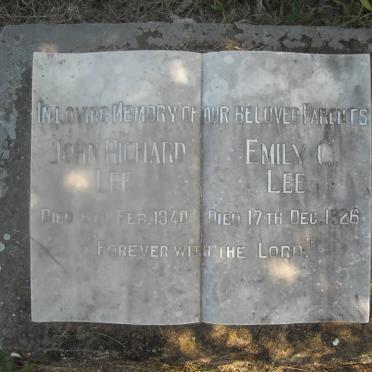 In Loving Memory of our beloved Parents
John Richard Emily C.
Lee Lee
Died 6th Feb. 1940 Died 17th Dec. 1926
Forever with the Lord.